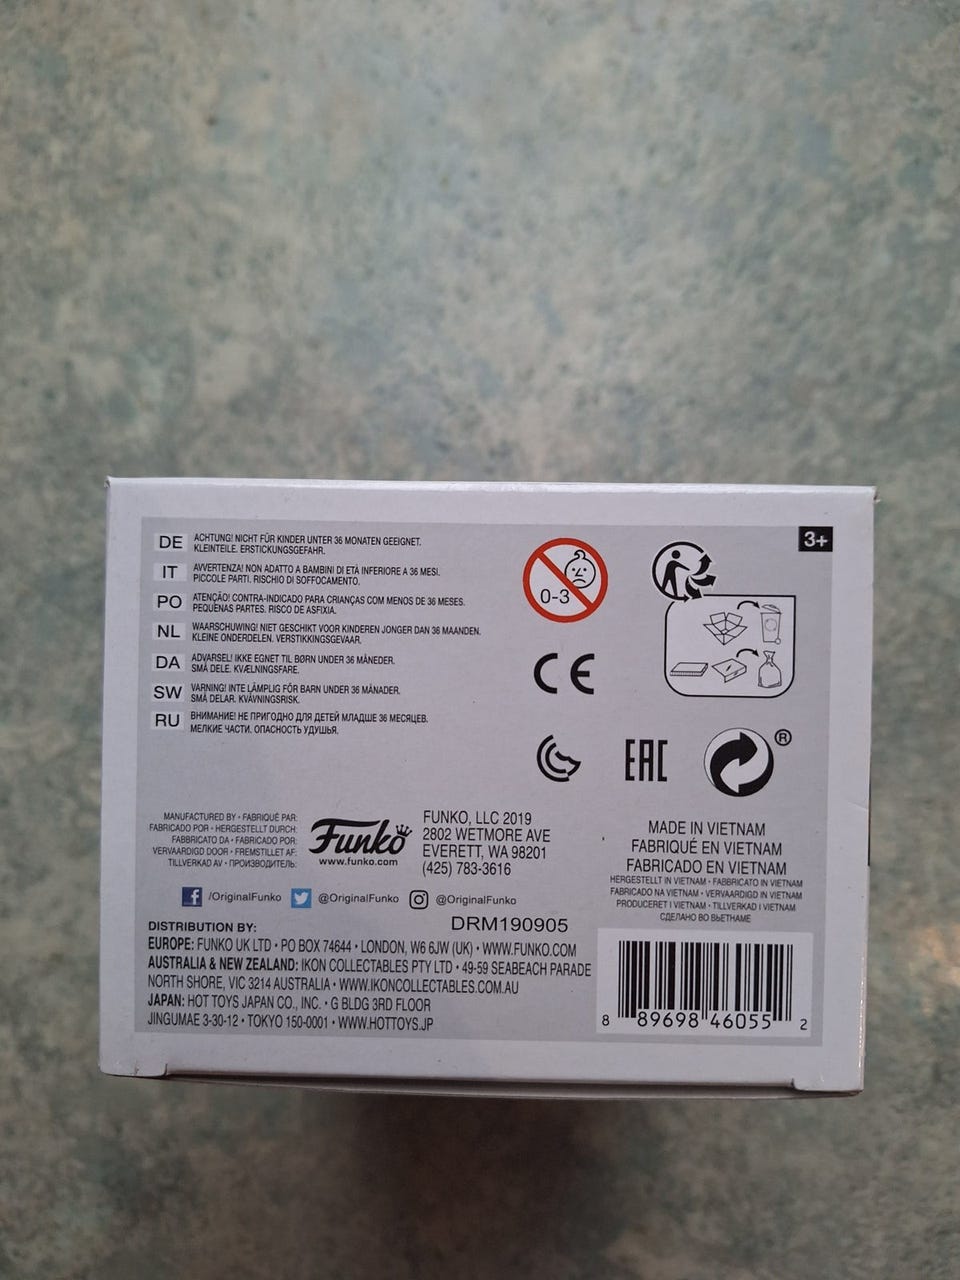 3+
DE ACHTUNG! NICHT FÜR KINDER UNTER 36 MONATEN GEEIGNET.
KLEINTEILE. ERSTICKUNGSGEFAHR.
IT AVVERTENZA! NON ADATTO A BAMBINI DI ETÀ INFERIORE A 36 MESI.
PICCOLE PARTI. RISCHIO DI SOFFOCAMENTO.
PO ATENÇÃO! CONTRA-INDICADO PARA CRIANÇAS COM MENOS DE 36 MESES.
PEQUENAS PARTES. RISCO DE ASFIXIA.
NL WAARSCHUWING! NIET GESCHIKT VOOR KINDEREN JONGER DAN 36 MAANDEN.
KLEINE ONDERDELEN. VERSTIKKINGSGEVAAR.
DA ADVARSEL! IKKE EGNET TIL BØRN UNDER 36 MÅNEDER.
SMÅ DELE. KVÆLNINGSFARE.
SW VARNING! INTE LÄMPLIG FÖR BARN UNDER 36 MÅNADER.
SMÅ DELAR. KVÄVNINGSRISK.
RU ВНИМАНИЕ! НЕ ПРИГОДНО ДЛЯ ДЕТЕЙ МЛАДШЕ 36 МЕСЯЦЕВ.
МЕЛКИЕ ЧАСТИ. ОПАСНОСТЬ УДУШЬЯ.
0-3
CE
EAC
®
MANUFACTURED BY • FABRIQUÉ PAR:
FABRICADO POR • HERGESTELLT DURCH:
FABBRICATO DA • FABRICADO POR:
VERVAARDIGD DOOR • FREMSTILLET AF:
TILLVERKAD AV • ПРОИЗВОДИТЕЛЬ:
Funko
www.funko.com
FUNKO, LLC 2019
2802 WETMORE AVE
EVERETT, WA 98201
(425) 783-3616
MADE IN VIETNAM
FABRIQUÉ EN VIETNAM
FABRICADO EN VIETNAM
HERGESTELLT IN VIETNAM • FABBRICATO IN VIETNAM
FABRICADO NA VIETNAM • VERVAARDIGD IN VIETNAM
PRODUCERET I VIETNAM • TILLVERKAD I VIETNAM
СДЕЛАНО ВО ВЬЕТНАМЕ
/OriginalFunko @OriginalFunko @OriginalFunko
DRM190905
DISTRIBUTION BY:
EUROPE: FUNKO UK LTD • PO BOX 74644 • LONDON, W6 6JW (UK) • WWW.FUNKO.COM
AUSTRALIA & NEW ZEALAND: IKON COLLECTABLES PTY LTD • 49-59 SEABEACH PARADE
NORTH SHORE, VIC 3214 AUSTRALIA • WWW.IKONCOLLECTABLES.COM.AU
JAPAN: HOT TOYS JAPAN CO., INC. • G BLDG 3RD FLOOR
JINGUMAE 3-30-12 • TOKYO 150-0001 • WWW.HOTTOYS.JP
8 89698 46055 2